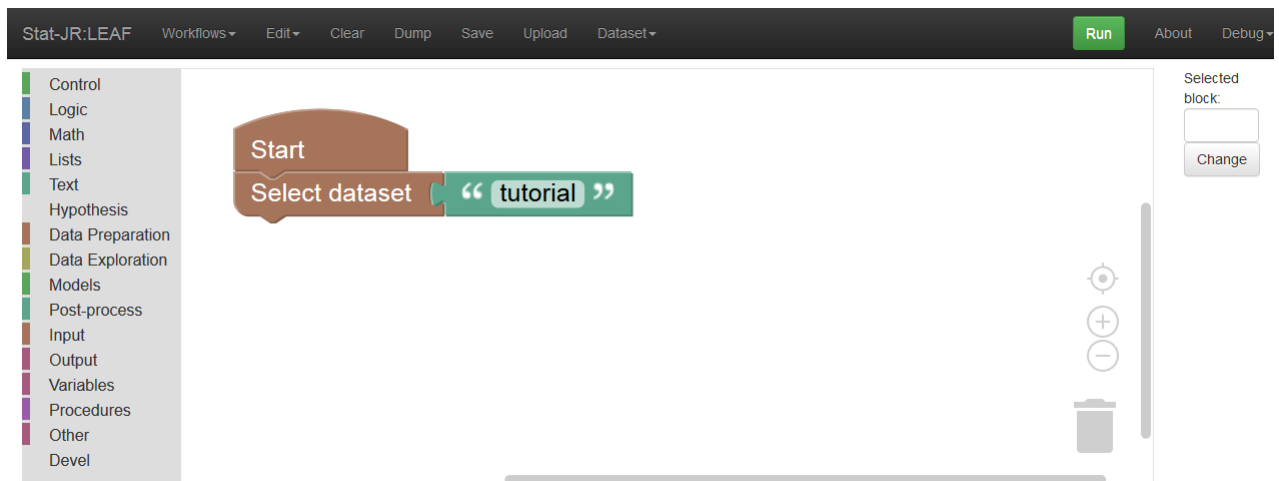 Stat-JR:LEAF Workflows Edit Clear Dump Save Upload Dataset Run About Debug
Control
Logic
Math
Lists
Text
Hypothesis
Data Preparation
Data Exploration
Models
Post-process
Input
Output
Variables
Procedures
Other
Devel
Start
Select dataset “ tutorial ”
Selected
block:
Change